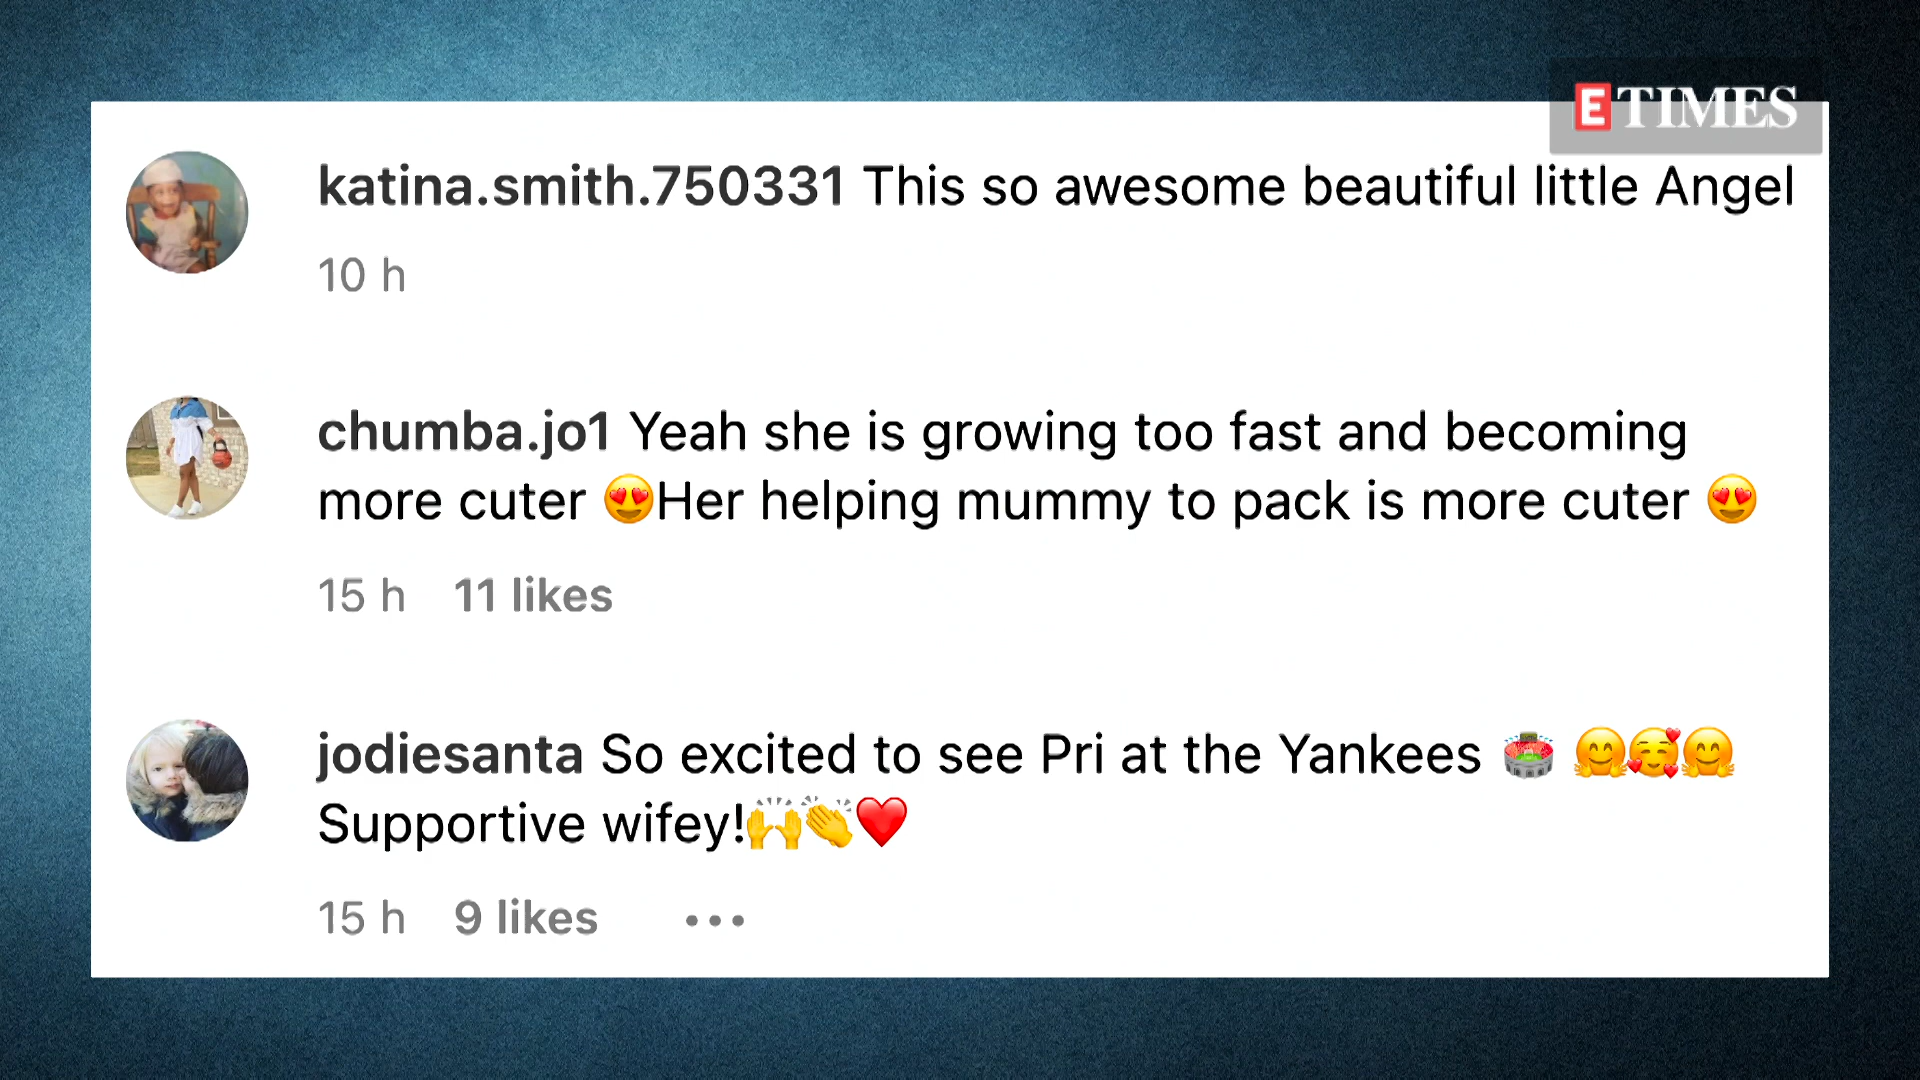 ETIMES
katina.smith.750331 This so awesome beautiful little Angel
10 h
chumba.jo1 Yeah she is growing too fast and becoming
more cuter 😍Her helping mummy to pack is more cuter 😍
15 h 11 likes
jodiesanta So excited to see Pri at the Yankees 🏟️ 🤗🥰🤗
Supportive wifey!🙌👏❤️
15 h 9 likes ...